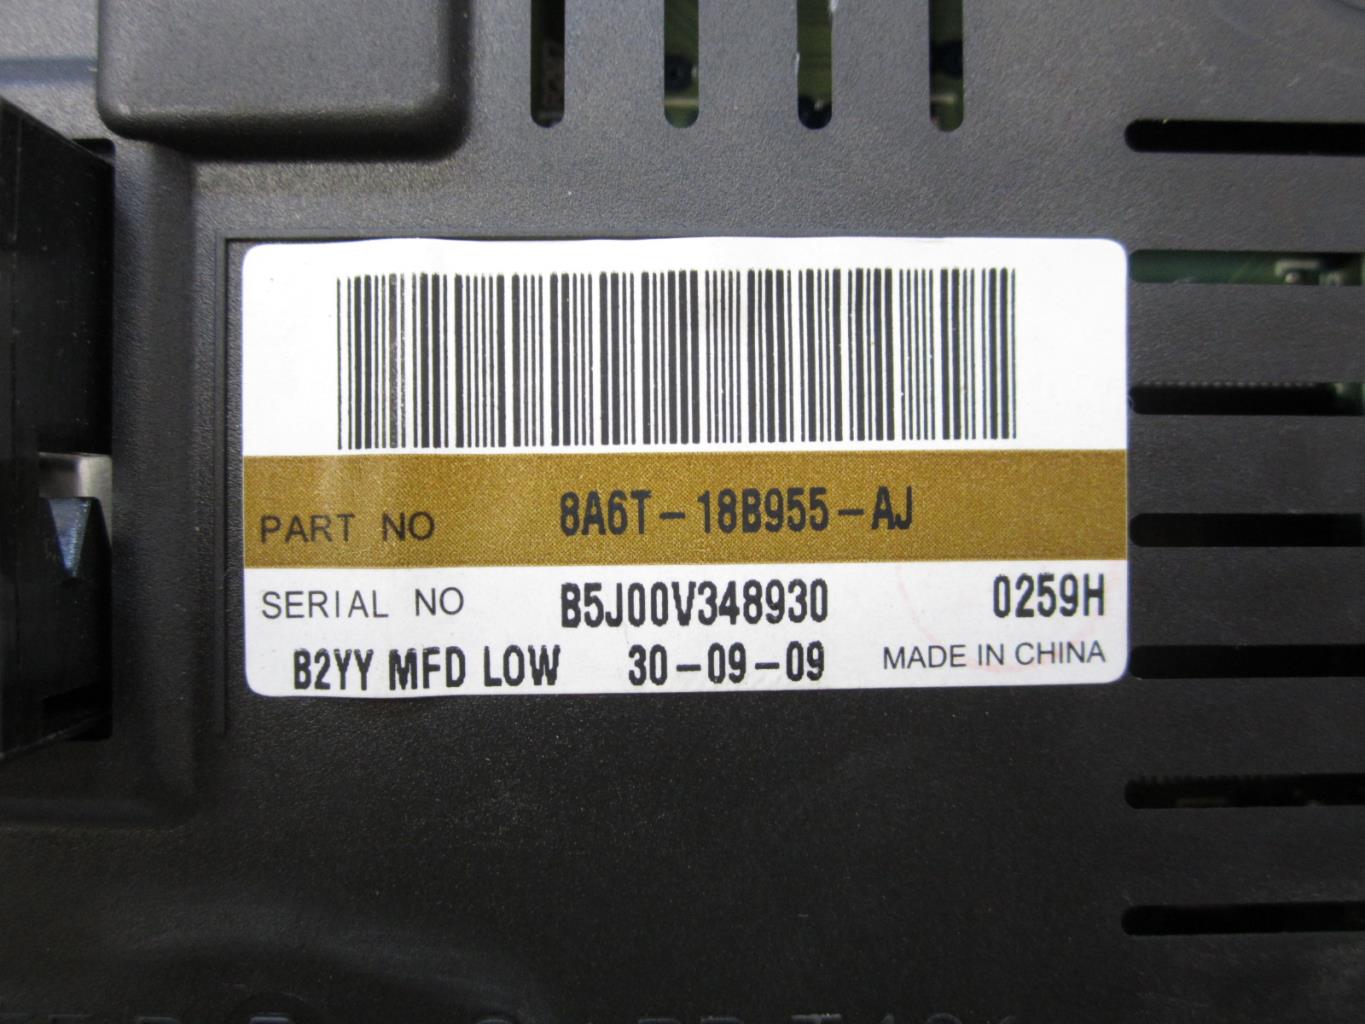 PART NO 8A6T-18B955-AJ
SERIAL NO B5J00V348930 0259H
B2YY MFD LOW 30-09-09 MADE IN CHINA